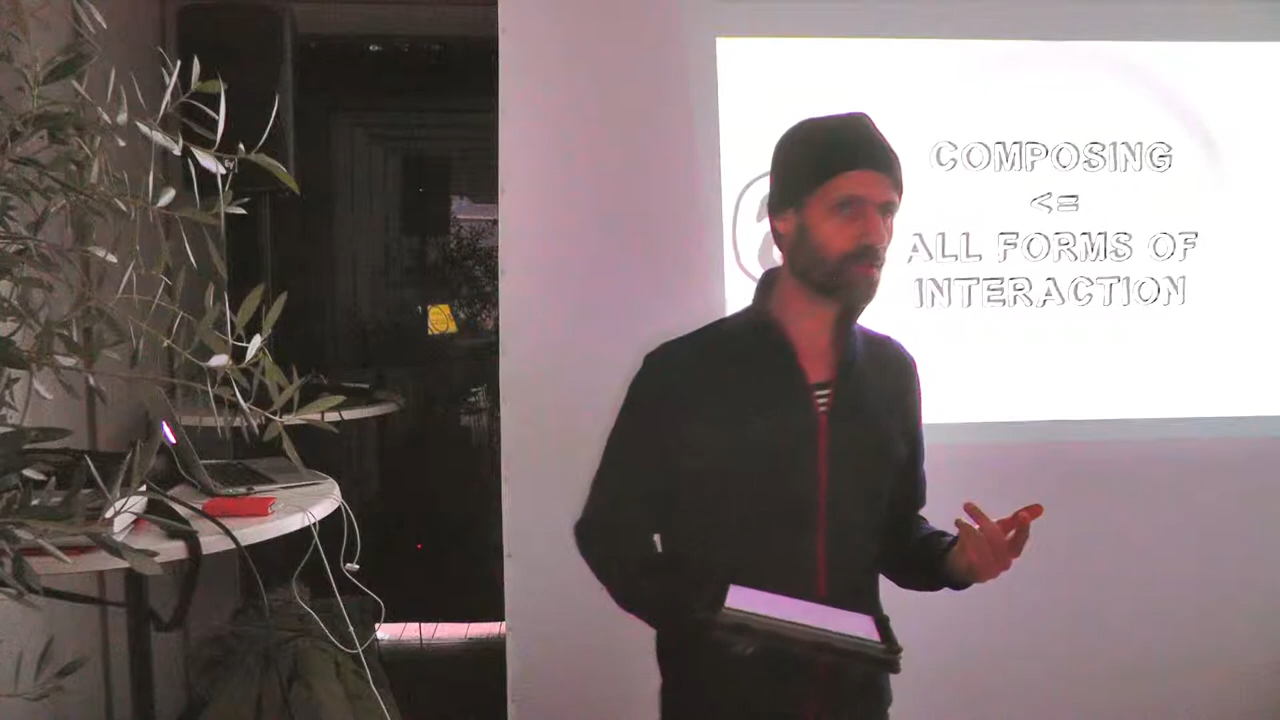 COMPOSING
<=
ALL FORMS OF
INTERACTION